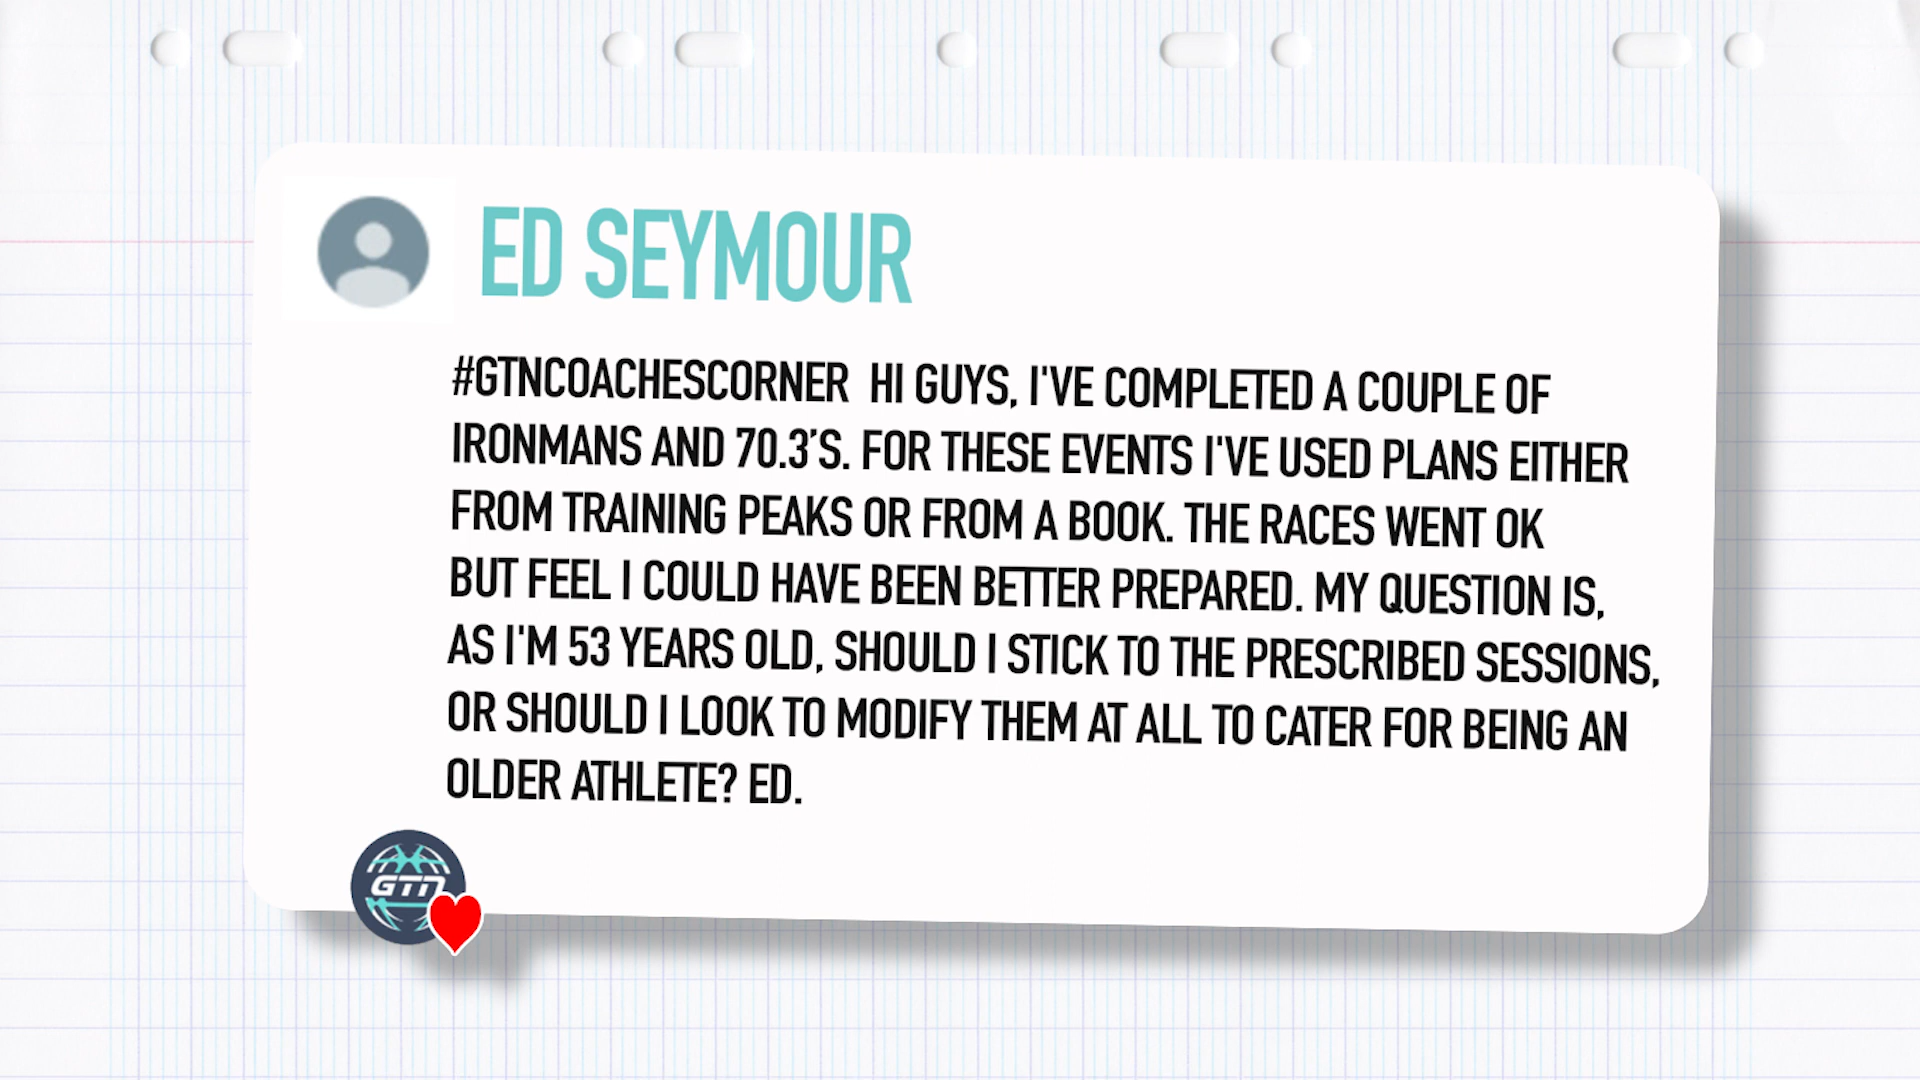 ED SEYMOUR
#GTNCOACHESCORNER HI GUYS, I'VE COMPLETED A COUPLE OF
IRONMANS AND 70.3’S. FOR THESE EVENTS I'VE USED PLANS EITHER
FROM TRAINING PEAKS OR FROM A BOOK. THE RACES WENT OK
BUT FEEL I COULD HAVE BEEN BETTER PREPARED. MY QUESTION IS,
AS I'M 53 YEARS OLD, SHOULD I STICK TO THE PRESCRIBED SESSIONS,
OR SHOULD I LOOK TO MODIFY THEM AT ALL TO CATER FOR BEING AN
OLDER ATHLETE? ED.
GTN